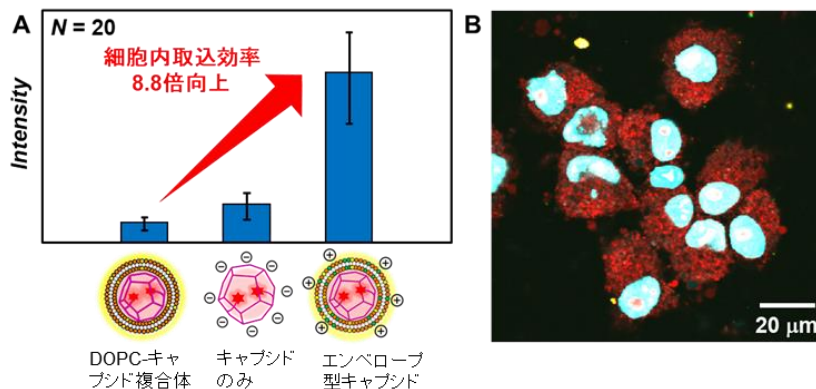 A
N = 20
細胞内取込効率
8.8倍向上
Intensity
DOPC-キャ
プシド複合体
キャプシド
のみ
エンベロープ
型キャプシド
B
20 μm